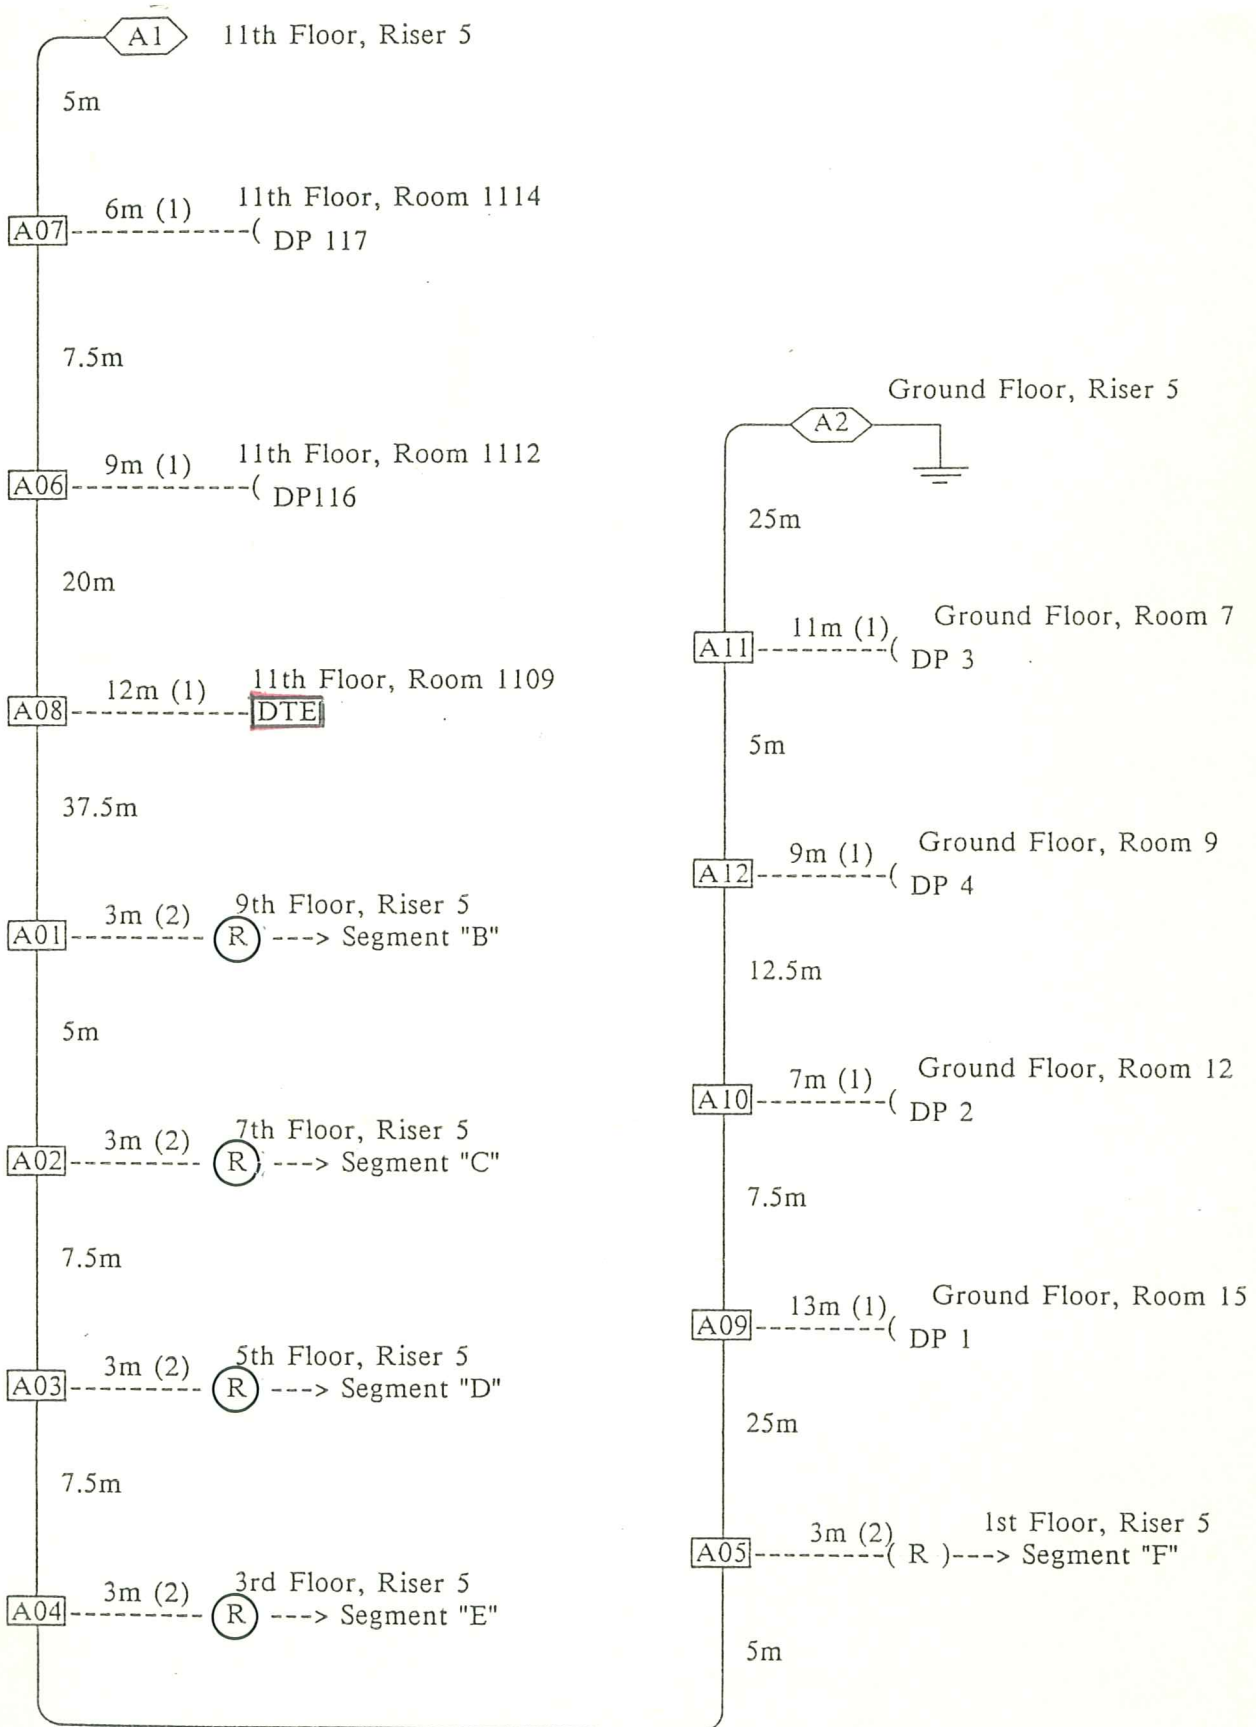 A1 11th Floor, Riser 5
5m
6m (1) 11th Floor, Room 1114
A07 DP 117
7.5m
9m (1) 11th Floor, Room 1112
A06 DP116
20m
12m (1) 11th Floor, Room 1109
A08 DTE
37.5m
3m (2) 9th Floor, Riser 5
A01 R ---> Segment "B"
5m
3m (2) 7th Floor, Riser 5
A02 R ---> Segment "C"
7.5m
3m (2) 5th Floor, Riser 5
A03 R ---> Segment "D"
7.5m
3m (2) 3rd Floor, Riser 5
A04 R ---> Segment "E"
Ground Floor, Riser 5
A2
25m
11m (1) Ground Floor, Room 7
A11 DP 3
5m
9m (1) Ground Floor, Room 9
A12 DP 4
12.5m
7m (1) Ground Floor, Room 12
A10 DP 2
7.5m
13m (1) Ground Floor, Room 15
A09 DP 1
25m
3m (2) 1st Floor, Riser 5
A05 ( R )---> Segment "F"
5m